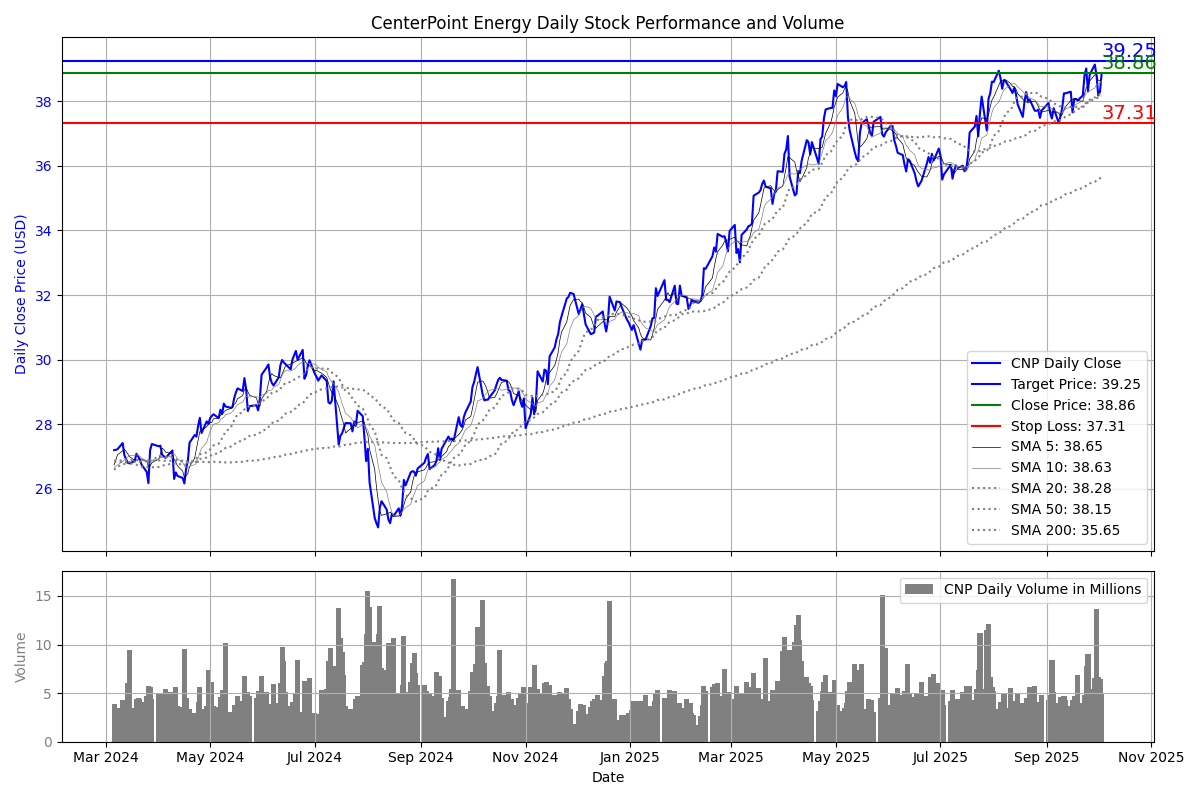 CenterPoint Energy Daily Stock Performance and Volume
39.25
38.86
37.31
38
36
34
32
30
28
26
Daily Close Price (USD)
CNP Daily Close
Target Price: 39.25
Close Price: 38.86
Stop Loss: 37.31
SMA 5: 38.65
SMA 10: 38.63
SMA 20: 38.28
SMA 50: 38.15
SMA 200: 35.65
CNP Daily Volume in Millions
15
10
5
0
Volume
Mar 2024 May 2024 Jul 2024 Sep 2024 Nov 2024 Jan 2025 Mar 2025 May 2025 Jul 2025 Sep 2025 Nov 2025
Date